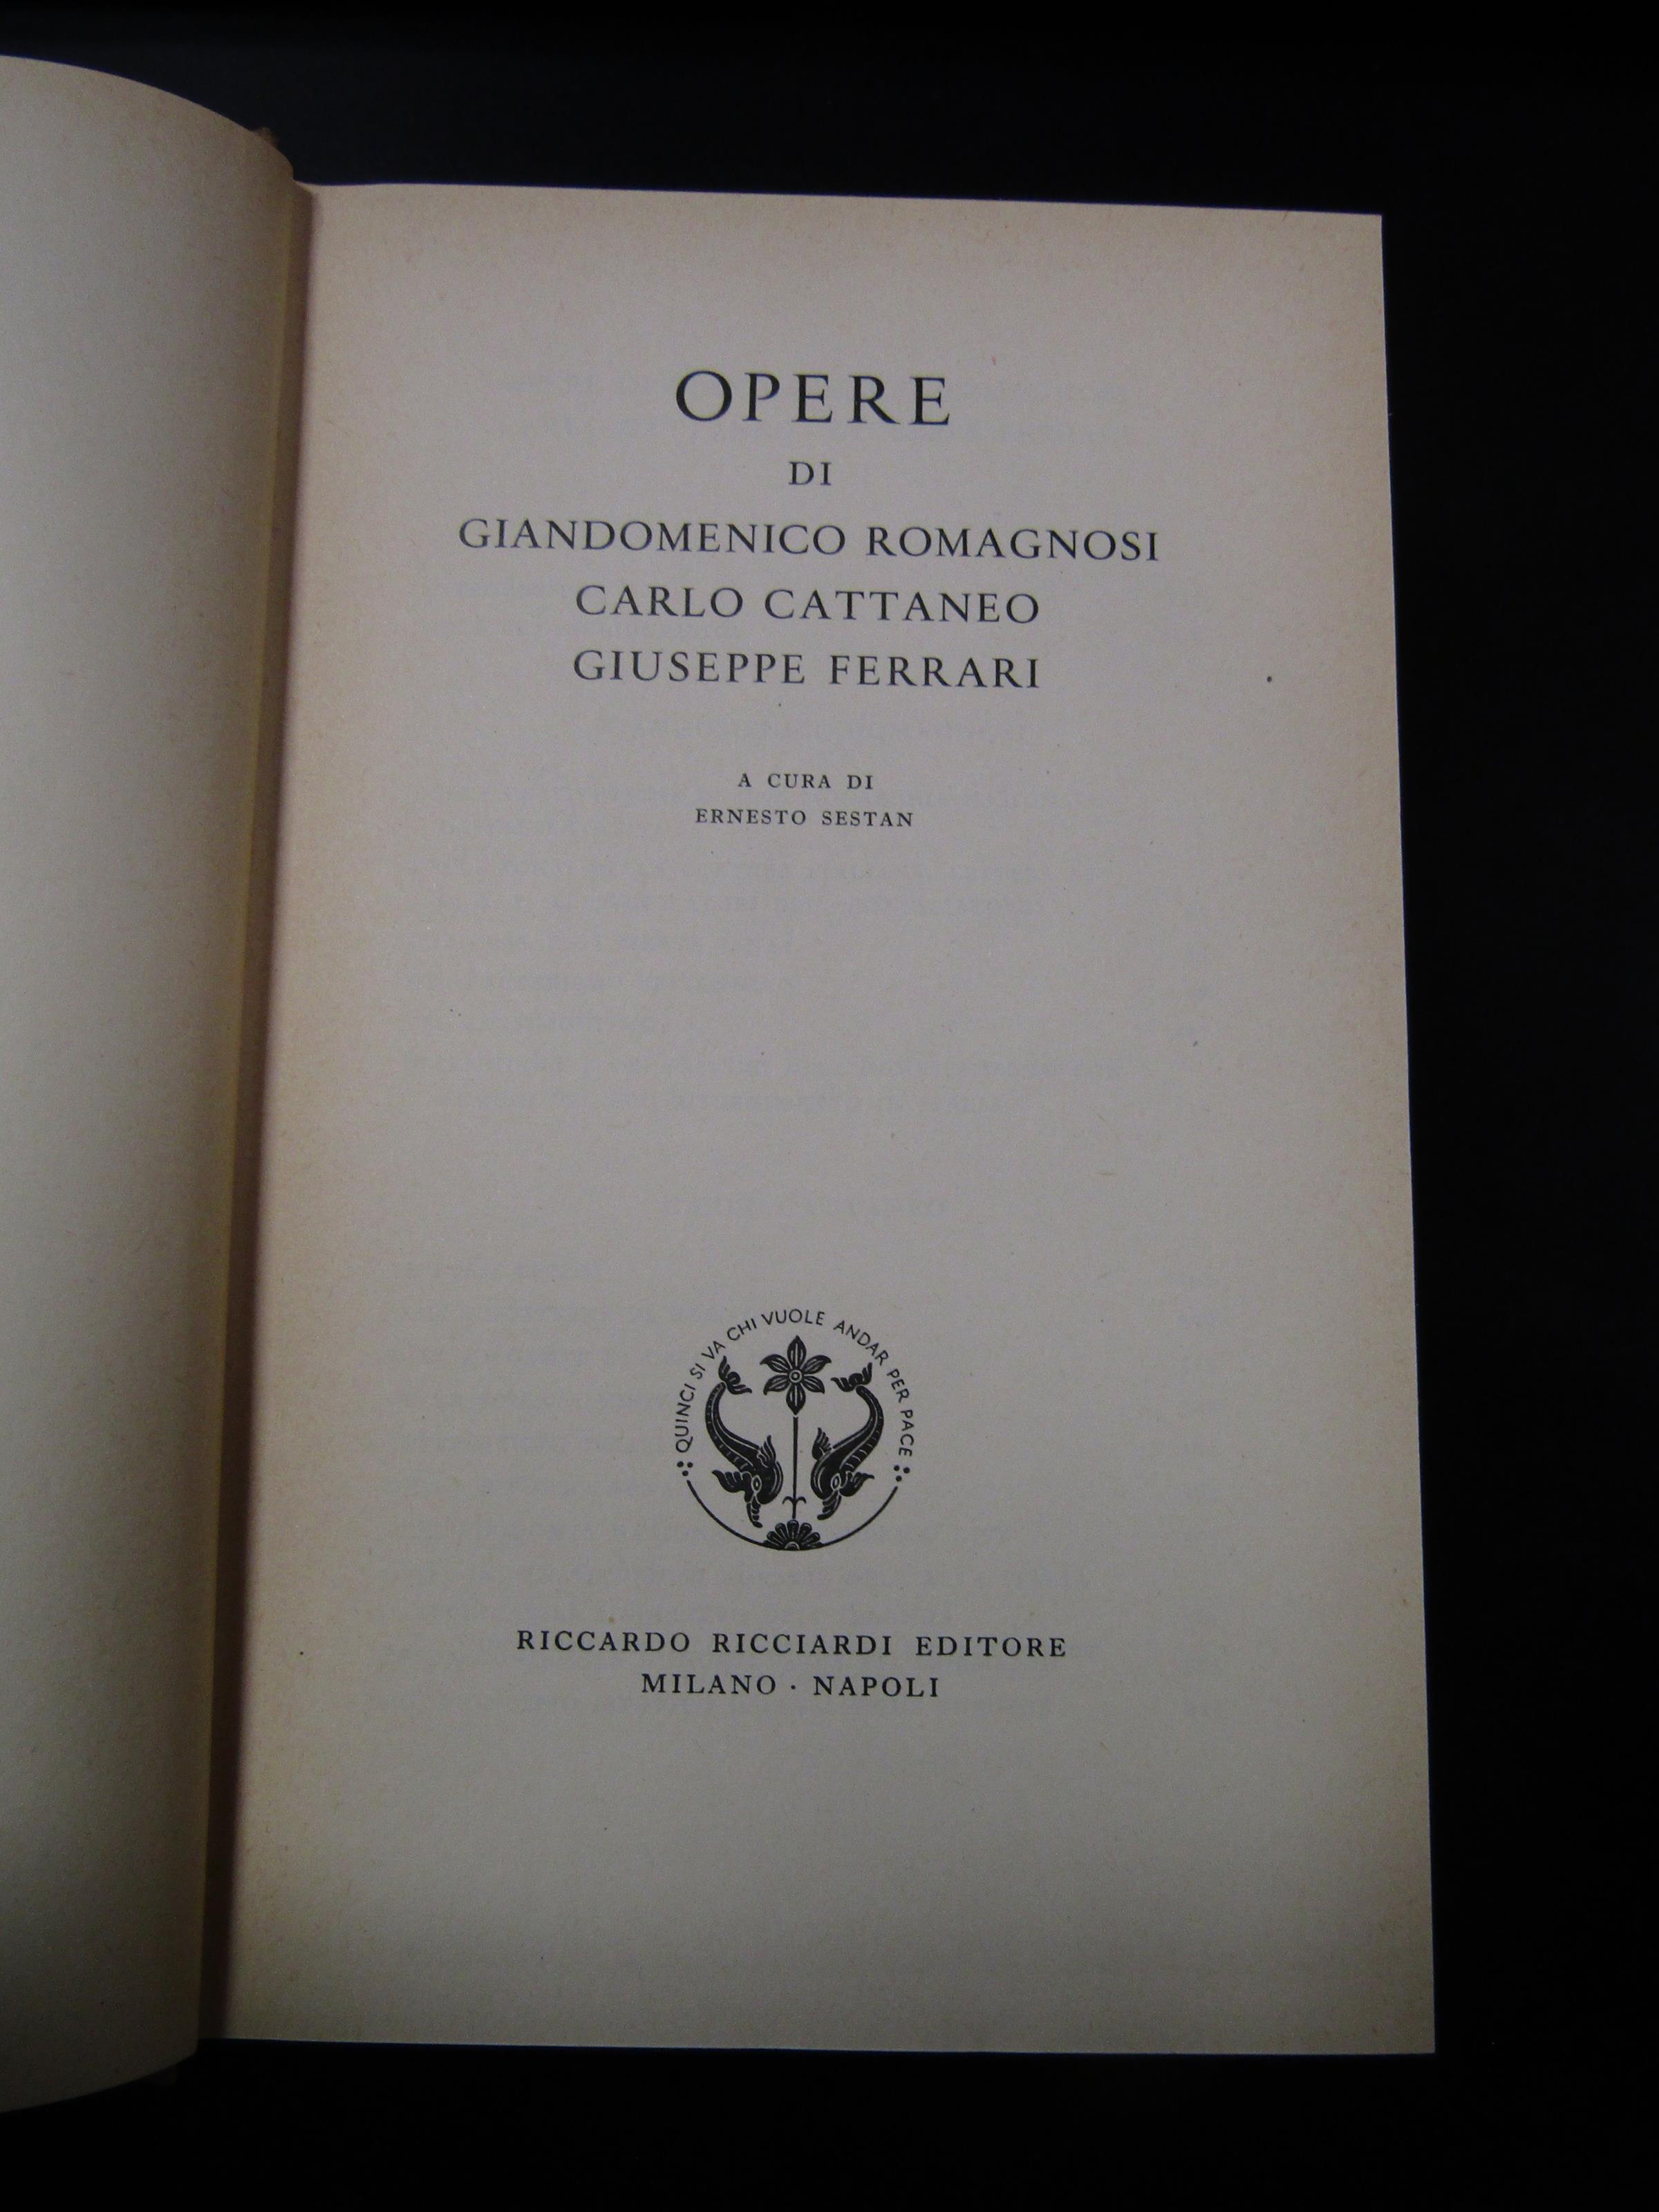 OPERE
DI
GIANDOMENICO ROMAGNOSI
CARLO CATTANEO
GIUSEPPE FERRARI
A CURA DI
ERNESTO SESTAN
QUINCI SI VA CHI VUOLE ANDAR PER PACE
RICCARDO RICCIARDI EDITORE
MILANO · NAPOLI